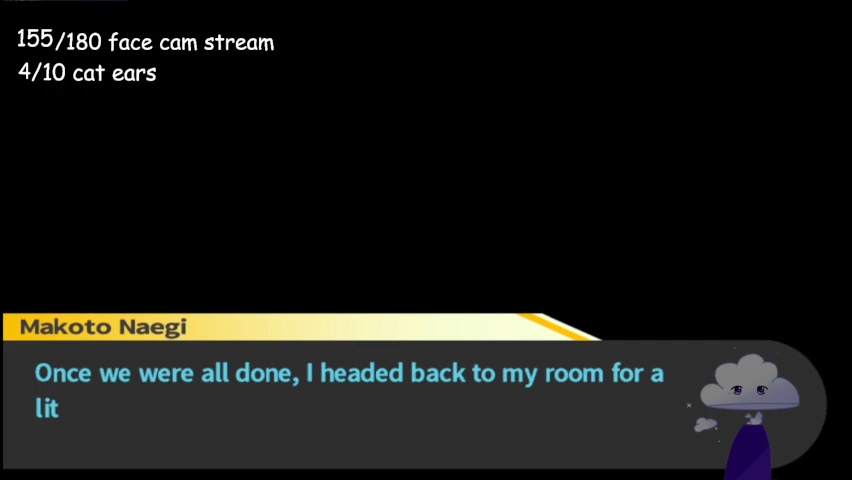 155/180 face cam stream
4/10 cat ears
Makoto Naegi
Once we were all done, I headed back to my room for a
lit